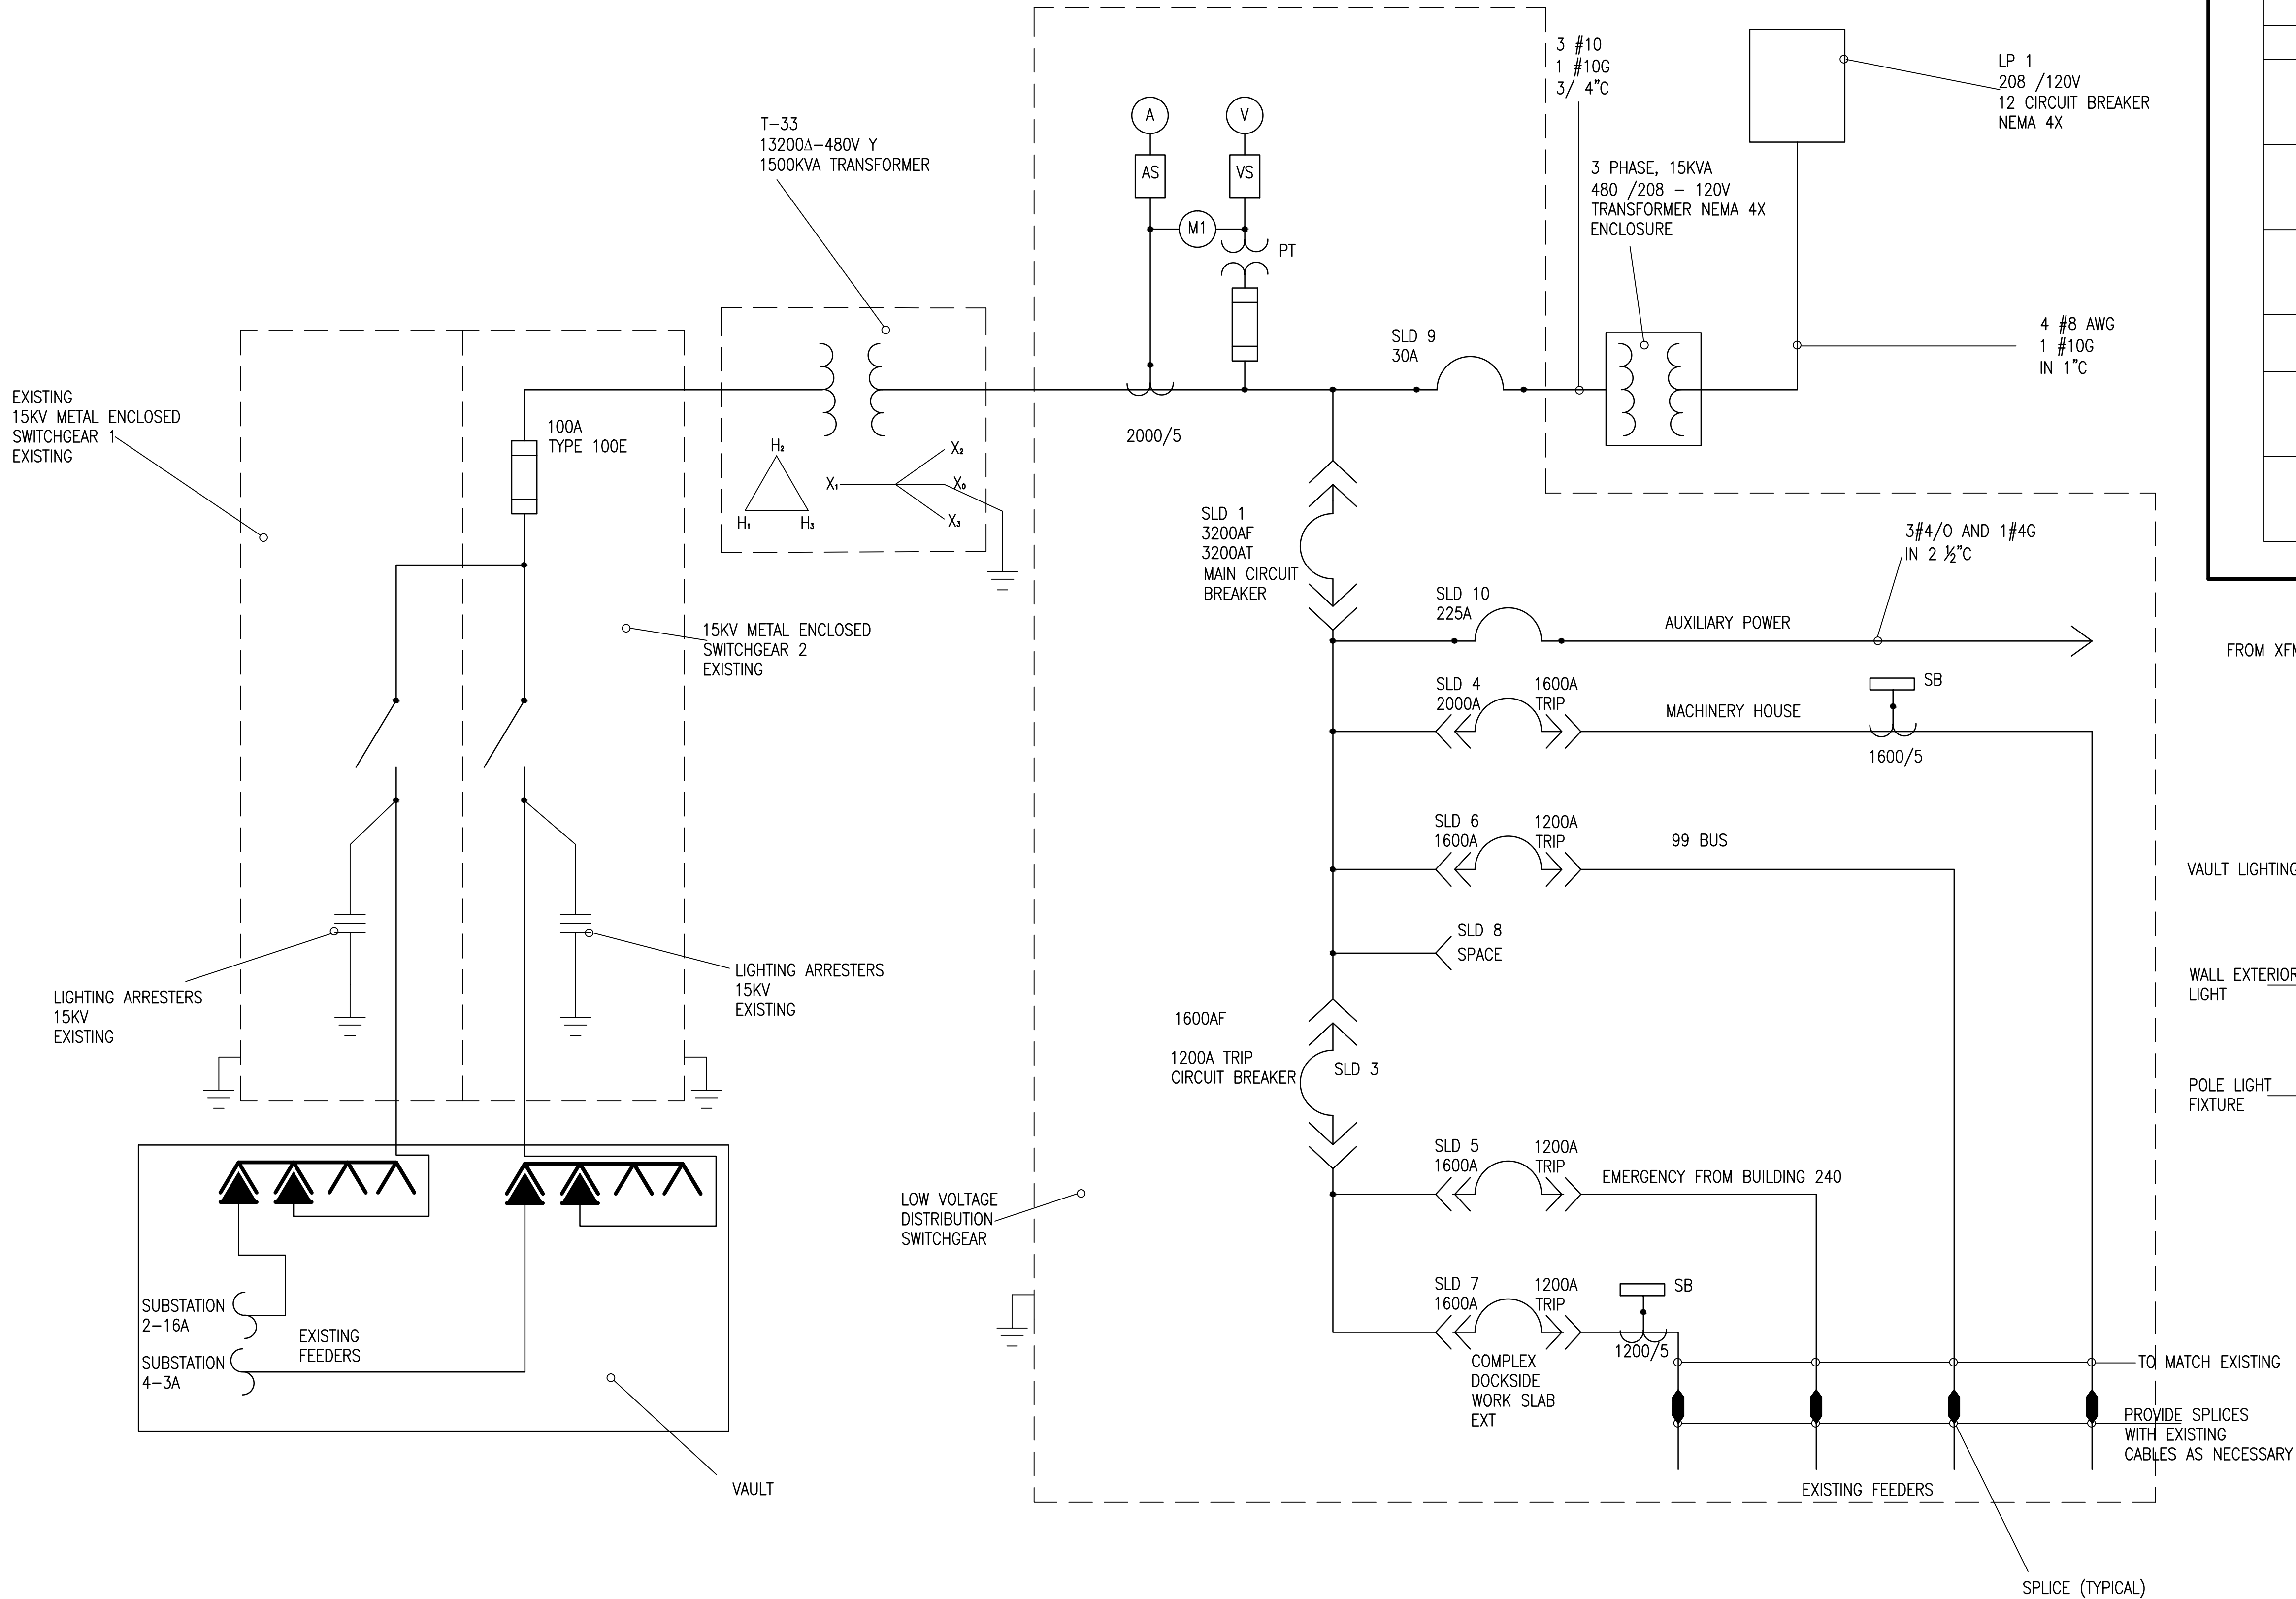 3 #10
1 #10G
3/ 4"C
LP 1
208 /120V
12 CIRCUIT BREAKER
NEMA 4X
T-33
13200Δ-480V Y
1500KVA TRANSFORMER
A
V
AS
VS
M1
PT
3 PHASE, 15KVA
480 /208 - 120V
TRANSFORMER NEMA 4X
ENCLOSURE
SLD 9
30A
4 #8 AWG
1 #10G
IN 1"C
EXISTING
15KV METAL ENCLOSED
SWITCHGEAR 1
EXISTING
100A
TYPE 100E
2000/5
H2
H1
H3
X1
X2
X0
X3
SLD 1
3200AF
3200AT
MAIN CIRCUIT
BREAKER
3#4/0 AND 1#4G
IN 2 ½"C
15KV METAL ENCLOSED
SWITCHGEAR 2
EXISTING
SLD 10
225A
AUXILIARY POWER
FROM XFM
SLD 4
2000A
1600A
TRIP
MACHINERY HOUSE
SB
1600/5
SLD 6
1600A
1200A
TRIP
99 BUS
VAULT LIGHTING
SLD 8
SPACE
LIGHTING ARRESTERS
15KV
EXISTING
LIGHTING ARRESTERS
15KV
EXISTING
WALL EXTERIOR
LIGHT
1600AF
1200A TRIP
CIRCUIT BREAKER
SLD 3
POLE LIGHT
FIXTURE
SLD 5
1600A
1200A
TRIP
EMERGENCY FROM BUILDING 240
LOW VOLTAGE
DISTRIBUTION
SWITCHGEAR
SLD 7
1600A
1200A
TRIP
SB
1200/5
SUBSTATION
2-16A
EXISTING
FEEDERS
SUBSTATION
4-3A
COMPLEX
DOCKSIDE
WORK SLAB
EXT
TO MATCH EXISTING
PROVIDE SPLICES
WITH EXISTING
CABLES AS NECESSARY
VAULT
EXISTING FEEDERS
SPLICE (TYPICAL)